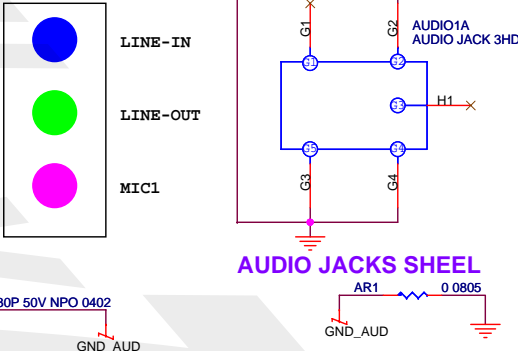 LINE-IN
LINE-OUT
MIC1
G1
G2
AUDIO1A
AUDIO JACK 3HD
G1
G2
G3
H1
G5
G4
G3
G4
AUDIO JACKS SHEEL
80P 50V NPO 0402
GND_AUD
AR1
0 0805
GND_AUD